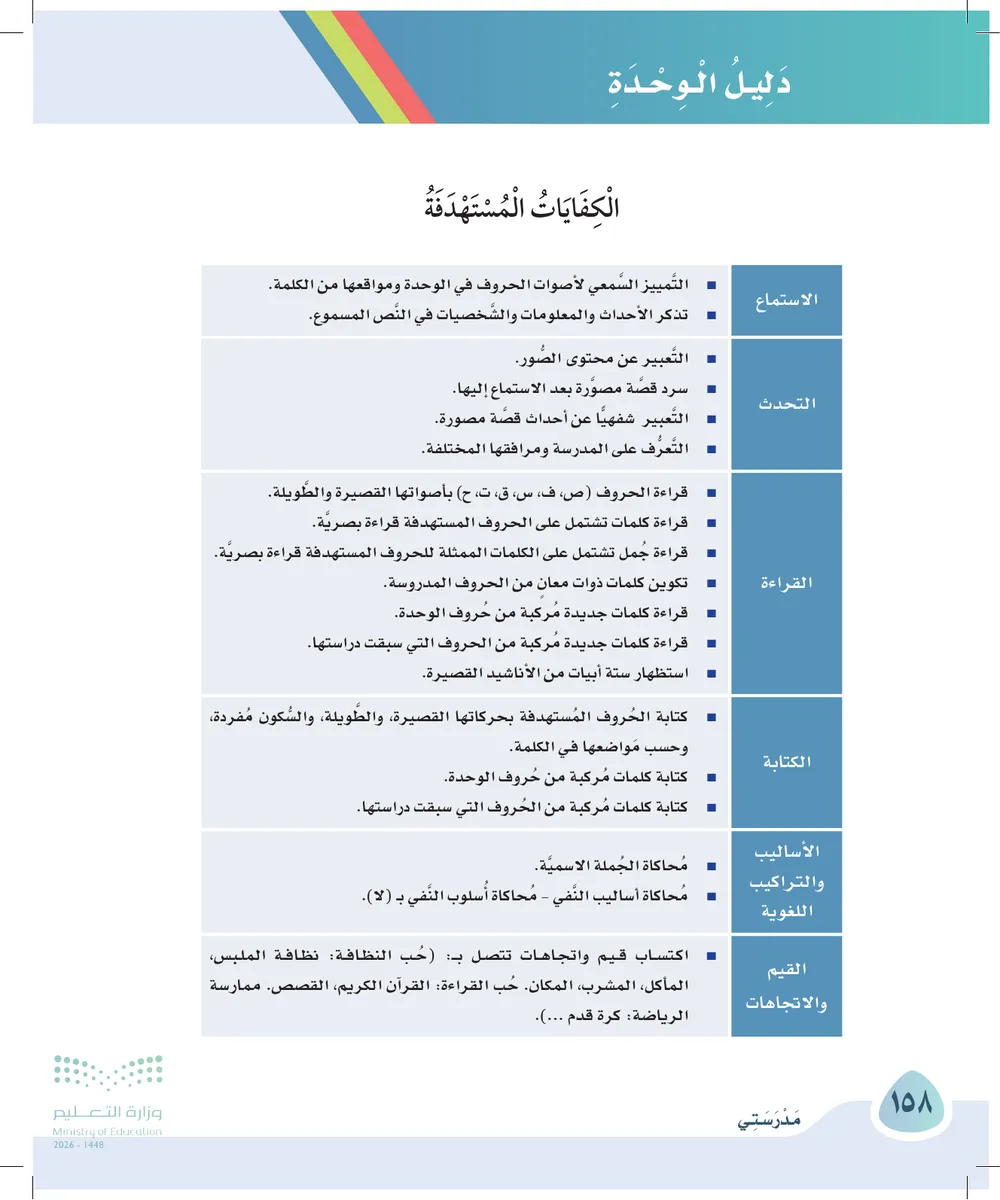 دَلِيلُ الْوِحْدَةِ
الْكِفَايَاتُ الْمُسْتَهْدَفَةُ
الاستماع
■ التَّمييز السَّمعي لأصوات الحروف في الوحدة ومواقعها من الكلمة.
■ تذكر الأحداث والمعلومات والشَّخصيات في النَّص المسموع.
التحدث
■ التَّعبير عن محتوى الصُّور.
■ سرد قصَّة مصوَّرة بعد الاستماع إليها.
■ التَّعبير شفهيًّا عن أحداث قصَّة مصورة.
■ التَّعرُّف على المدرسة ومرافقها المختلفة.
القراءة
■ قراءة الحروف (ص، ف، س، ق، ت، ح) بأصواتها القصيرة والطَّويلة.
■ قراءة كلمات تشتمل على الحروف المستهدفة قراءة بصريَّة.
■ قراءة جُمل تشتمل على الكلمات الممثلة للحروف المستهدفة قراءة بصريَّة.
■ تكوين كلمات ذوات معانٍ من الحروف المدروسة.
■ قراءة كلمات جديدة مُركبة من حُروف الوحدة.
■ قراءة كلمات جديدة مُركبة من الحروف التي سبقت دراستها.
■ استظهار ستة أبيات من الأناشيد القصيرة.
الكتابة
■ كتابة الحُروف المُستهدفة بحركاتها القصيرة، والطَّويلة، والسُّكون مُفردة،
وحسب مَواضعها في الكلمة.
■ كتابة كلمات مُركبة من حُروف الوحدة.
■ كتابة كلمات مُركبة من الحُروف التي سبقت دراستها.
الأساليب
والتراكيب
اللغوية
■ مُحاكاة الجُملة الاسميَّة.
■ مُحاكاة أساليب النَّفي – مُحاكاة أُسلوب النَّفي بـ (لا).
القيم
والاتجاهات
■ اكتساب قيم واتجاهات تتصل بـ: (حُب النظافة: نظافة الملبس،
المأكل، المشرب، المكان. حُب القراءة: القرآن الكريم، القصص. ممارسة
الرياضة: كرة قدم ...).
وزارة التعليم
Ministry of Education
2026 - 1448
مَدْرَسَتِي
١٥٨